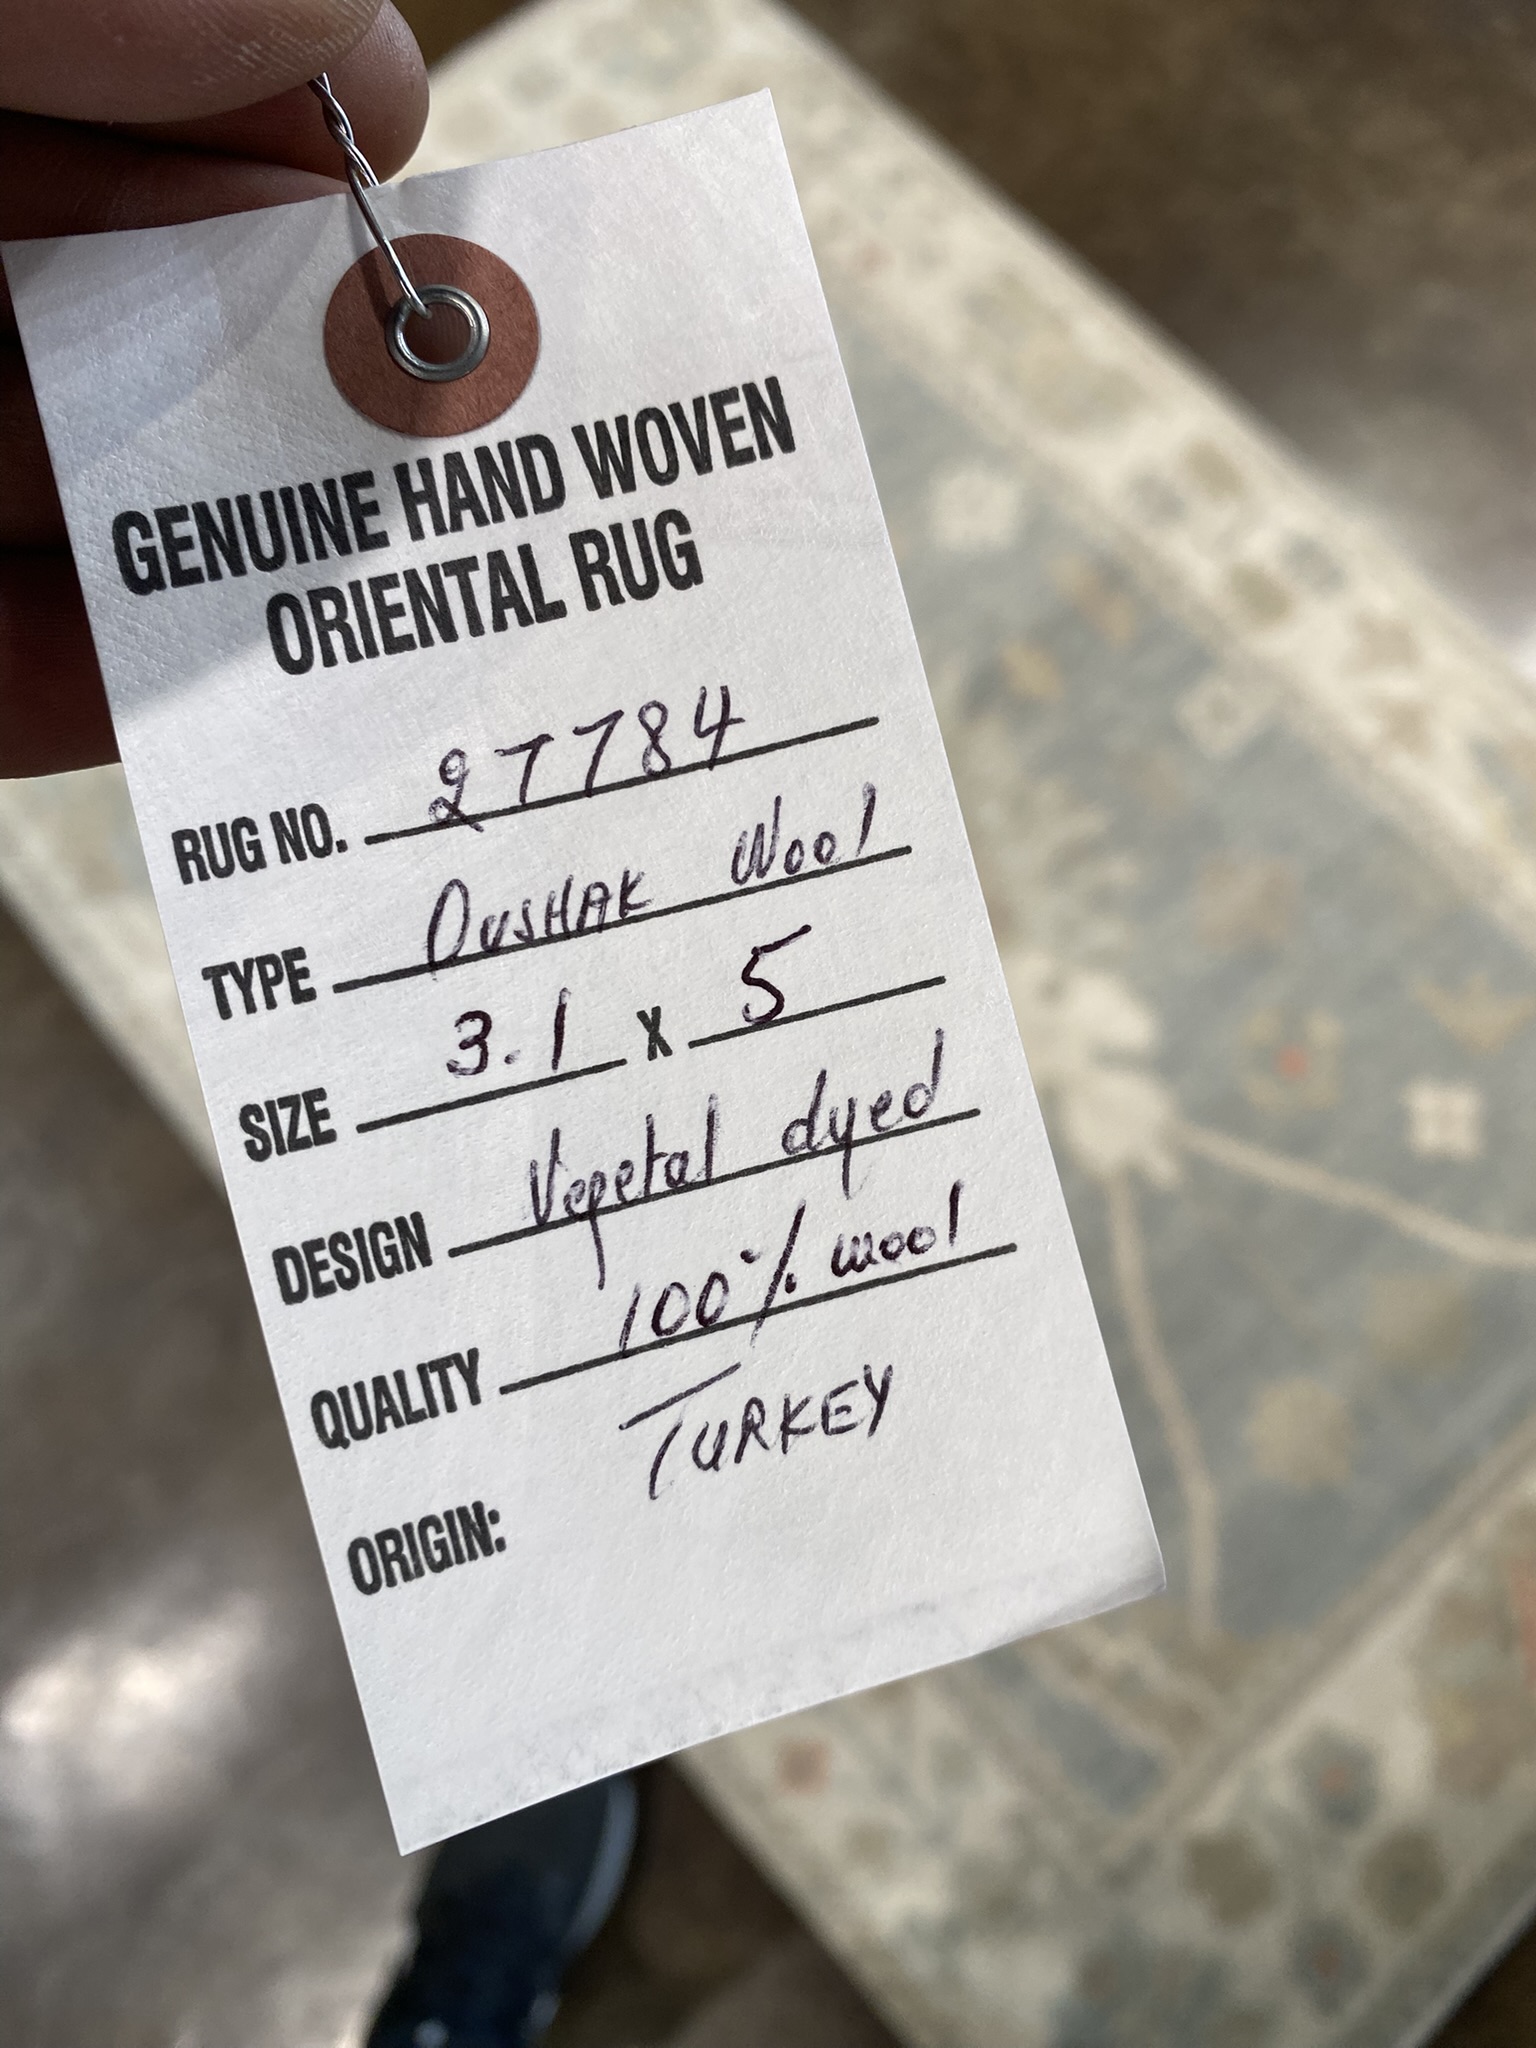 GENUINE HAND WOVEN
ORIENTAL RUG
RUG NO. 27784
TYPE OUSHAK Wool
SIZE 3.1 X 5
DESIGN Vegetal dyed
QUALITY 100% wool
ORIGIN: TURKEY